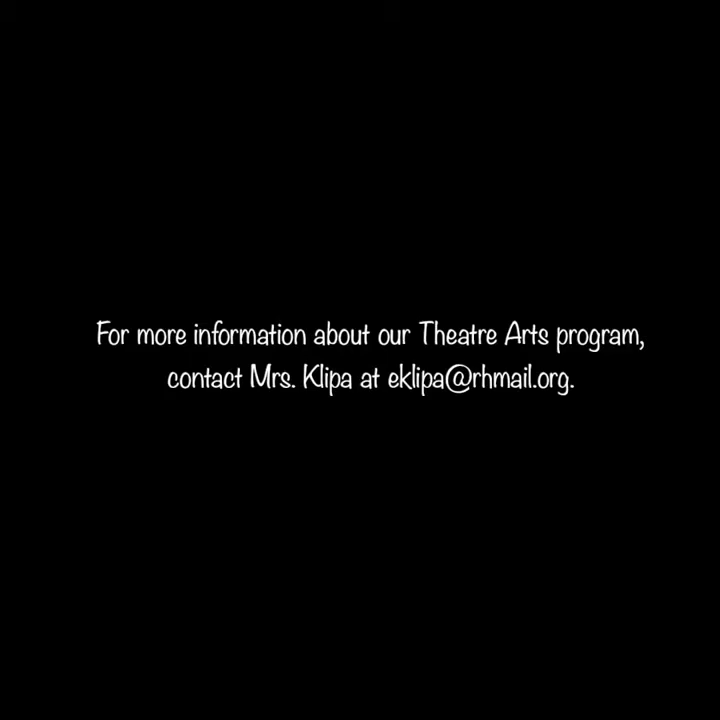 For more information about our Theatre Arts program,
contact Mrs. Klipa at eklipa@rhmail.org.